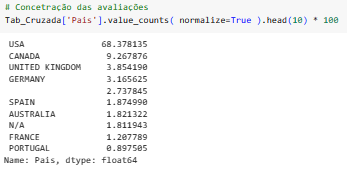 # Concetração das avaliações
Tab_Cruzada['Pais'].value_counts( normalize=True ).head(10) * 100
USA 68.378135
CANADA 9.267876
UNITED KINGDOM 3.854190
GERMANY 3.165625
2.737845
SPAIN 1.874990
AUSTRALIA 1.821322
N/A 1.811943
FRANCE 1.207789
PORTUGAL 0.897505
Name: Pais, dtype: float64